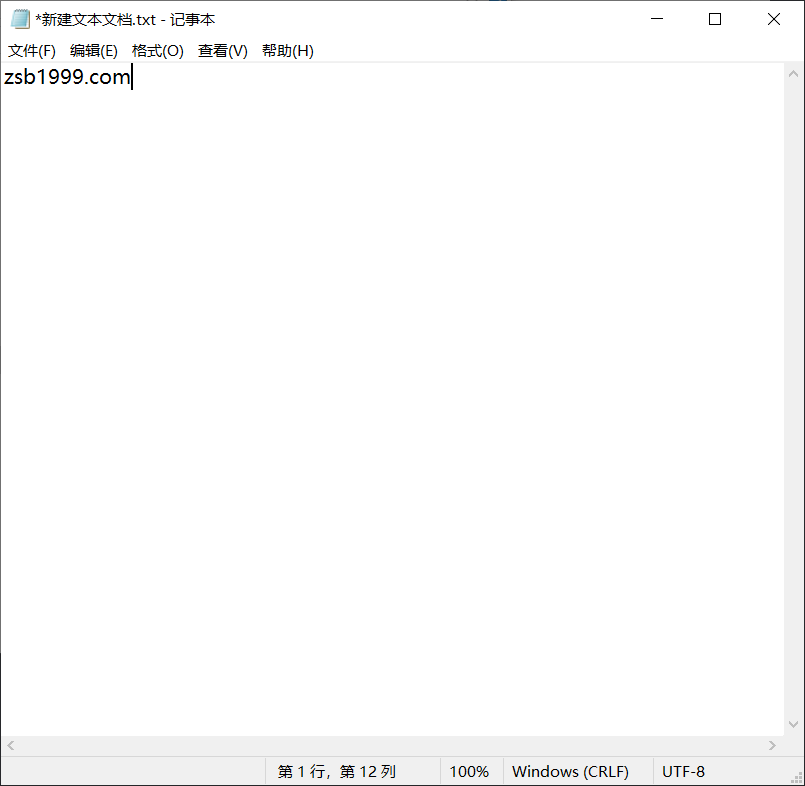 *新建文本文档.txt - 记事本
文件(F) 编辑(E) 格式(O) 查看(V) 帮助(H)
zsb1999.com
第 1 行，第 12 列 100% Windows (CRLF) UTF-8